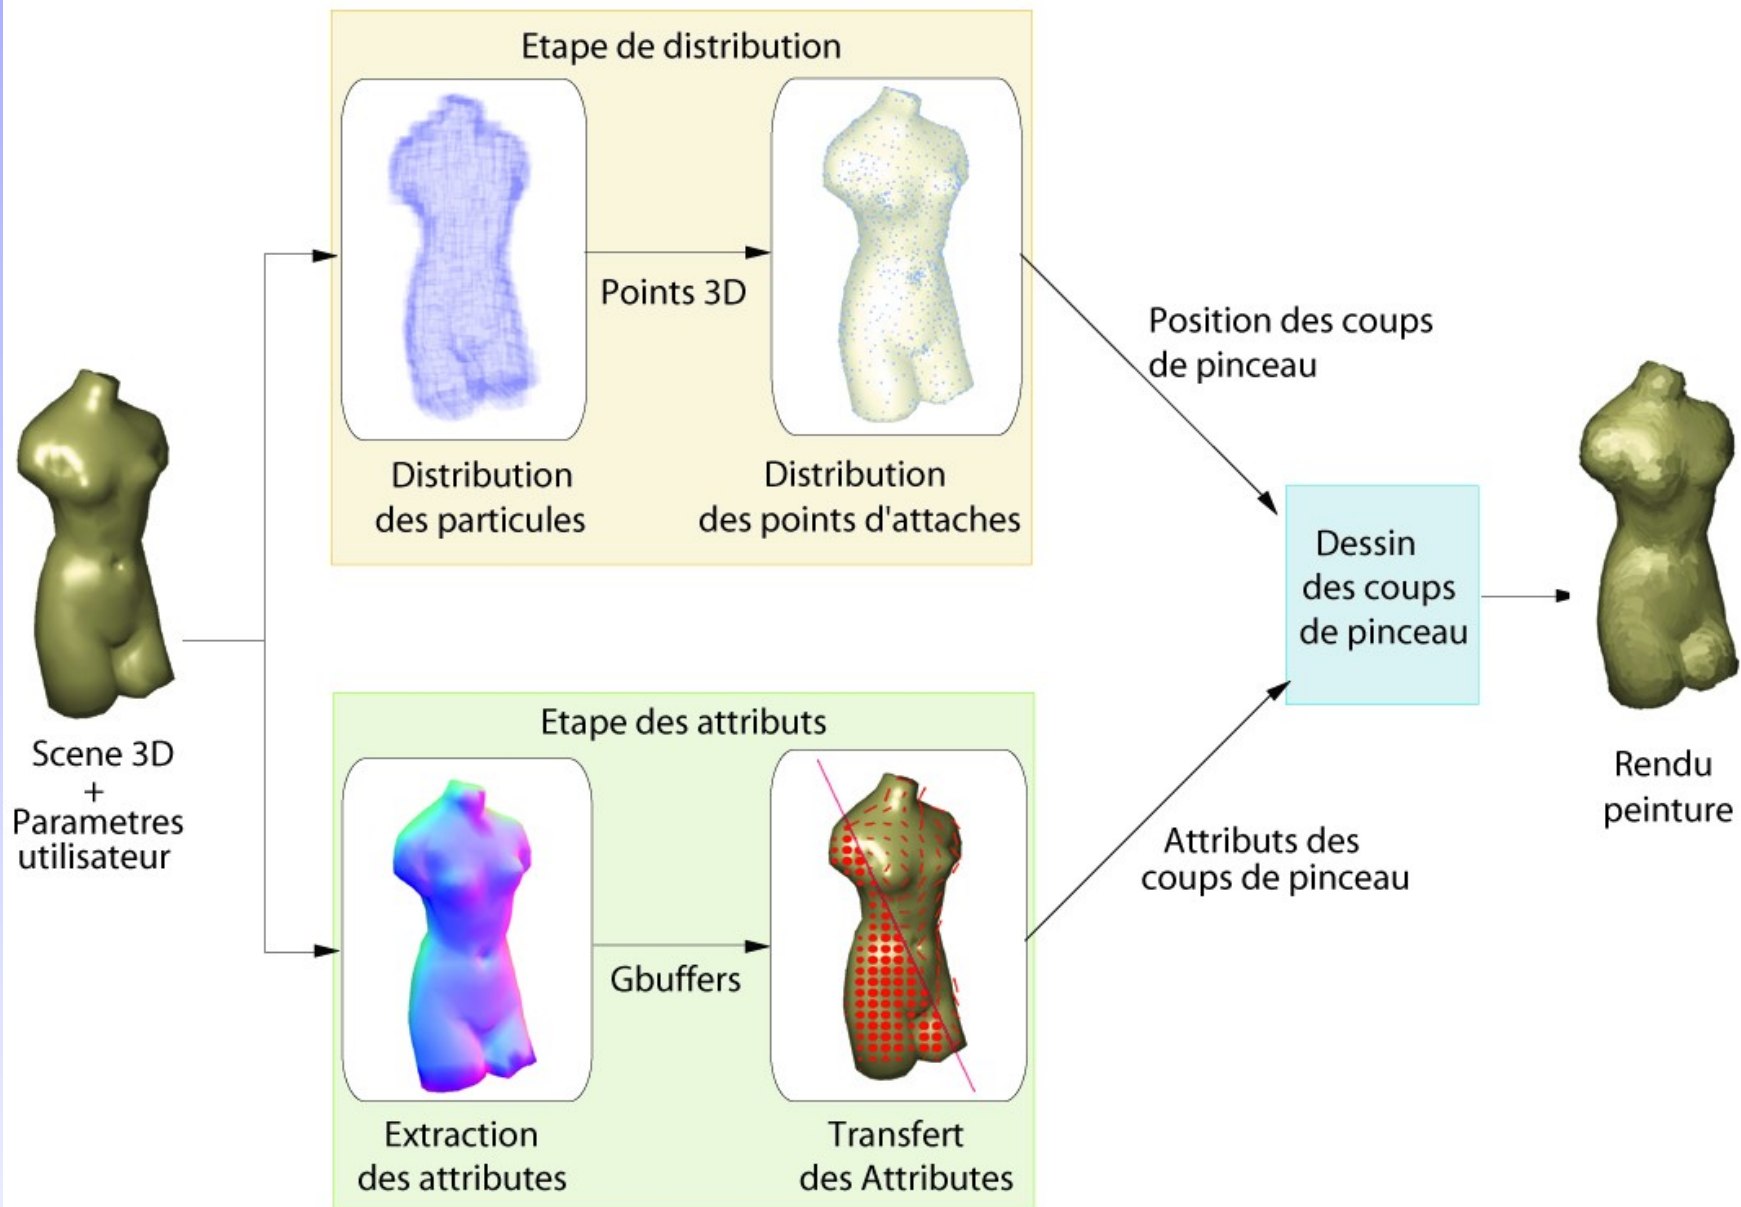 Etape de distribution
Points 3D
Distribution
des particules
Distribution
des points d'attaches
Position des coups
de pinceau
Scene 3D
+
Parametres
utilisateur
Dessin
des coups
de pinceau
Rendu
peinture
Etape des attributs
Gbuffers
Extraction
des attributes
Transfert
des Attributes
Attributs des
coups de pinceau